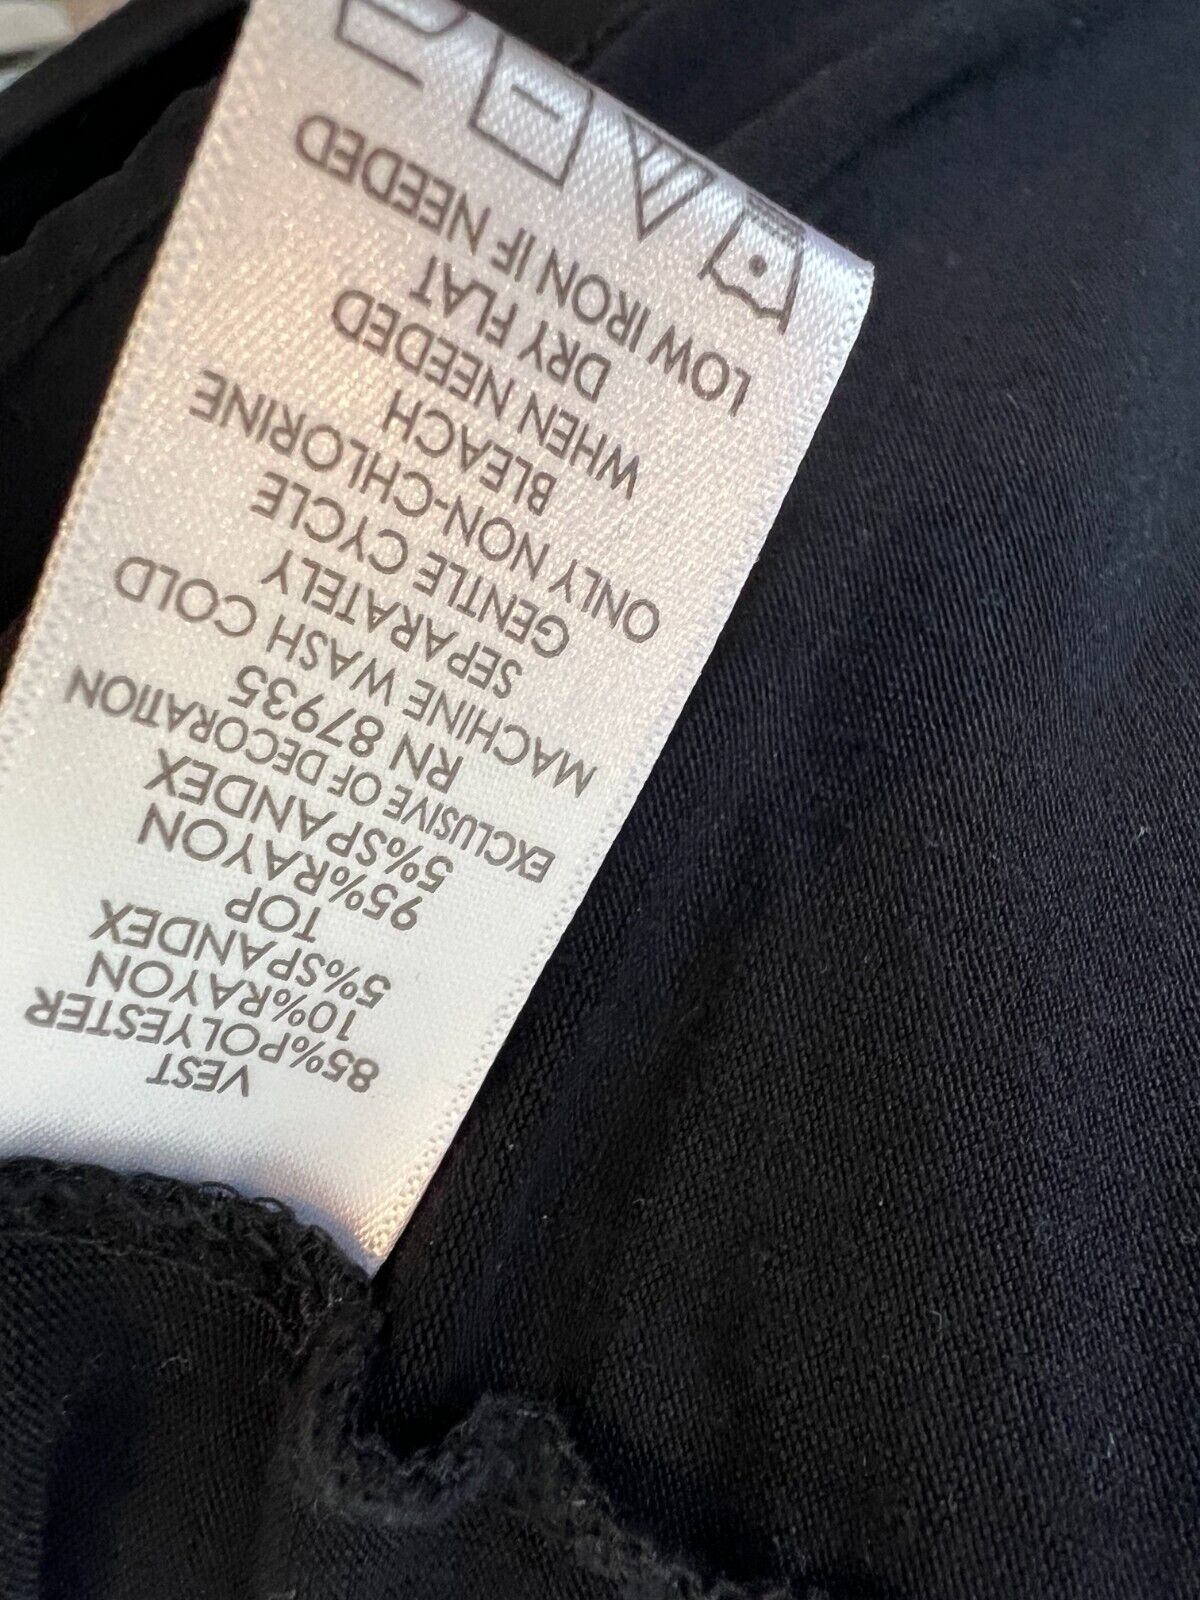 VEST
85%POLYESTER
10%RAYON
5%SPANDEX
TOP
95%RAYON
5%SPANDEX
EXCLUSIVE OF DECORATION
RN 87935
MACHINE WASH COLD
SEPARATELY
GENTLE CYCLE
ONLY NON-CHLORINE
BLEACH
WHEN NEEDED
DRY FLAT
LOW IRON IF NEEDED